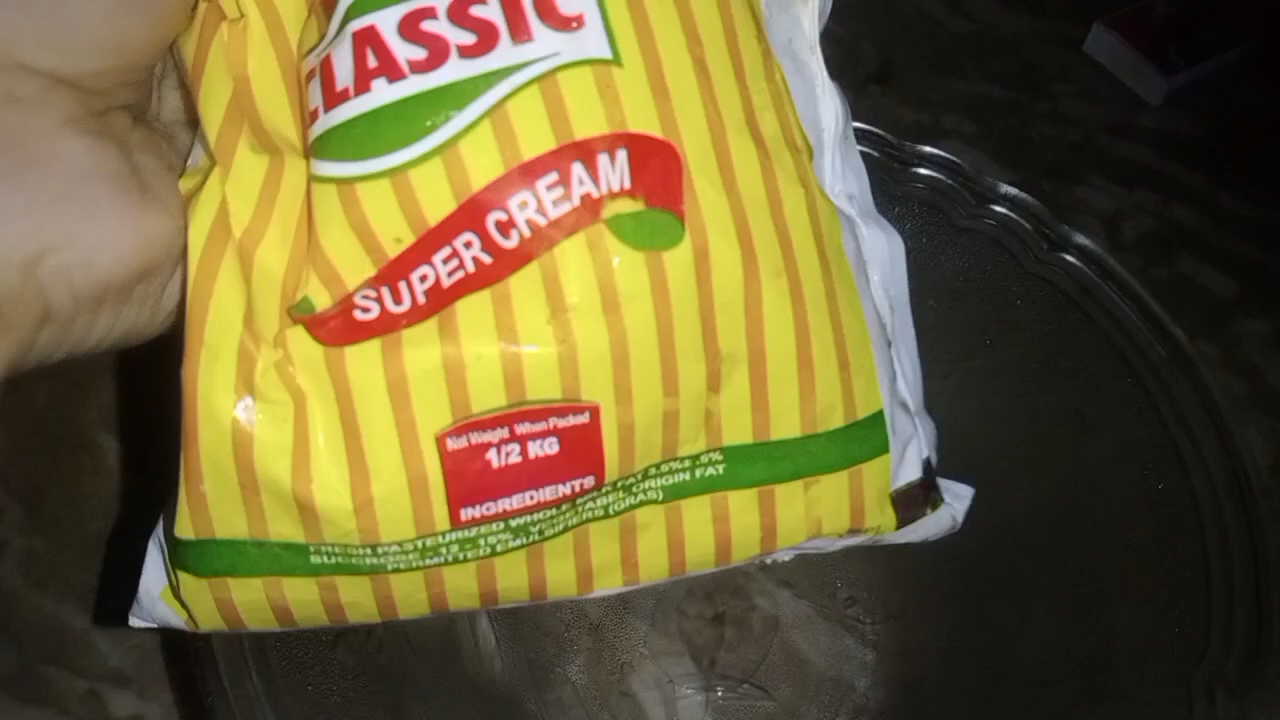 CLASSIC
SUPER CREAM
Net Weight When Packed
1/2 KG
INGREDIENTS
FRESH PASTEURIZED WHOLE MILK FAT 3.5%± .5%
SUCCROSE - 12 - 15% - VEGETABEL ORIGIN FAT
PERMITTED EMULSIFIERS (GRAS)